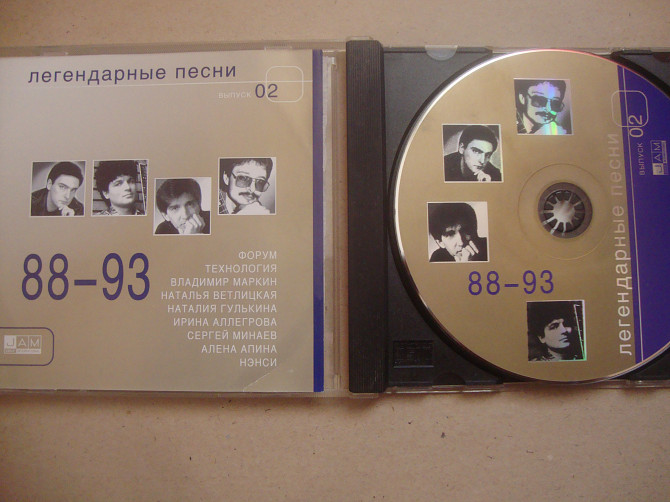 легендарные песни
ВЫПУСК 02
88–93
ФОРУМ
ТЕХНОЛОГИЯ
ВЛАДИМИР МАРКИН
НАТАЛЬЯ ВЕТЛИЦКАЯ
НАТАЛИЯ ГУЛЬКИНА
ИРИНА АЛЛЕГРОВА
СЕРГЕЙ МИНАЕВ
АЛЕНА АПИНА
НЭНСИ
JAM
88–93
легендарные песни
ВЫПУСК 02
JAM